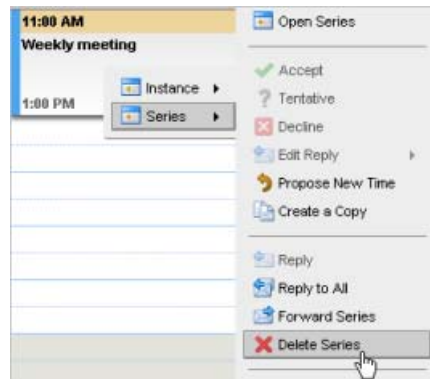 11:00 AM
Weekly meeting
1:00 PM
Instance
Series
Open Series
Accept
Tentative
Decline
Edit Reply
Propose New Time
Create a Copy
Reply
Reply to All
Forward Series
Delete Series